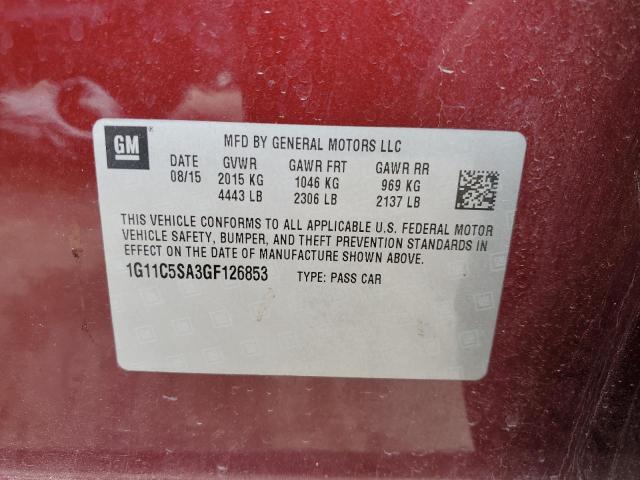 GM
MFD BY GENERAL MOTORS LLC
DATE GVWR GAWR FRT GAWR RR
08/15 2015 KG 1046 KG 969 KG
4443 LB 2306 LB 2137 LB
THIS VEHICLE CONFORMS TO ALL APPLICABLE U.S. FEDERAL MOTOR
VEHICLE SAFETY, BUMPER, AND THEFT PREVENTION STANDARDS IN
EFFECT ON THE DATE OF MANUFACTURE SHOWN ABOVE.
1G11C5SA3GF126853 TYPE: PASS CAR